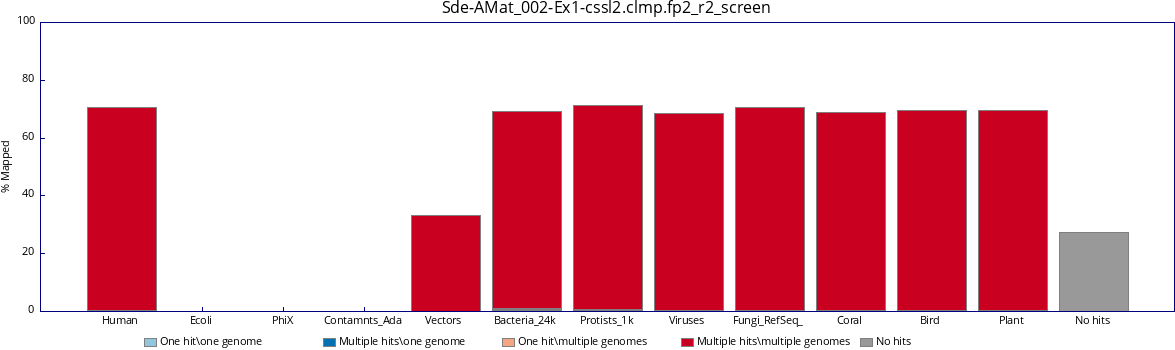 Sde-AMat_002-Ex1-cssl2.clmp.fp2_r2_screen
100
80
60
40
20
0
% Mapped
Human Ecoli PhiX Contamnts_Ada Vectors Bacteria_24k Protists_1k Viruses Fungi_RefSeq_ Coral Bird Plant No hits
One hit\one genome Multiple hits\one genome One hit\multiple genomes Multiple hits\multiple genomes No hits